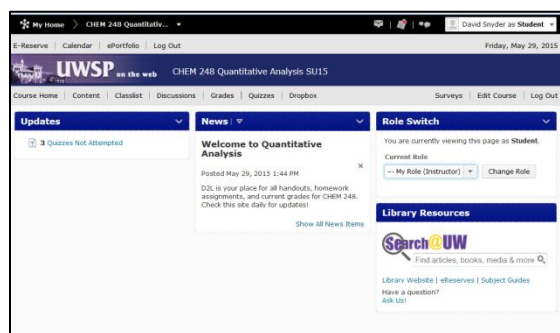 My Home > CHEM 248 Quantitativ...
David Snyder as Student
E-Reserve | Calendar | ePortfolio | Log Out
Friday, May 29, 2015
UWSP on the web CHEM 248 Quantitative Analysis SU15
Course Home Content Classlist Discussions Grades Quizzes Dropbox
Surveys Edit Course Log Out
Updates
3 Quizzes Not Attempted
News
Welcome to Quantitative
Analysis
Posted May 29, 2015 1:44 PM
D2L is your place for all handouts, homework
assignments, and current grades for CHEM 248.
Check this site daily for updates!
Show All News Items
Role Switch
You are currently viewing this page as Student.
Current Role
-- My Role (Instructor) -
Change Role
Library Resources
Search@UW
Find articles, books, media & more
Library Website | eReserves | Subject Guides
Have a question?
Ask Us!